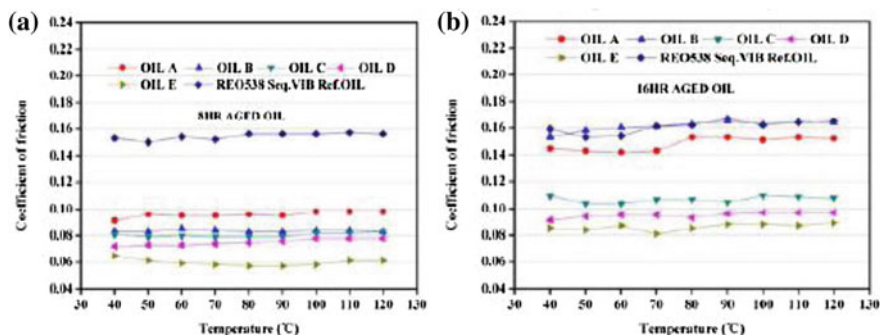 (a)
0.24
0.22
0.20
0.18
0.16
0.14
0.12
0.10
0.08
0.06
0.04
Coefficient of friction
OIL A OIL B OIL C OIL D
OIL E REO538 Seq.VIB Ref.OIL
8HR AGED OIL
30 40 50 60 70 80 90 100 110 120 130
Temperature (℃)
(b)
0.24
0.22
0.20
0.18
0.16
0.14
0.12
0.10
0.08
0.06
0.04
Coefficient of friction
OIL A OIL B OIL C OIL D
OIL E REO538 Seq.VIB Ref.OIL
16HR AGED OIL
30 40 50 60 70 80 90 100 110 120 130
Temperature (℃)